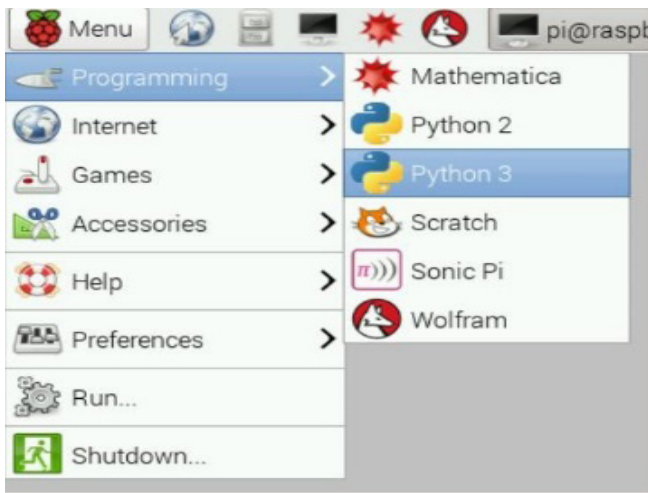 Menu
pi@raspb
Programming
Internet
Games
Accessories
Help
Preferences
Run...
Shutdown...
Mathematica
Python 2
Python 3
Scratch
π)))
Sonic Pi
Wolfram